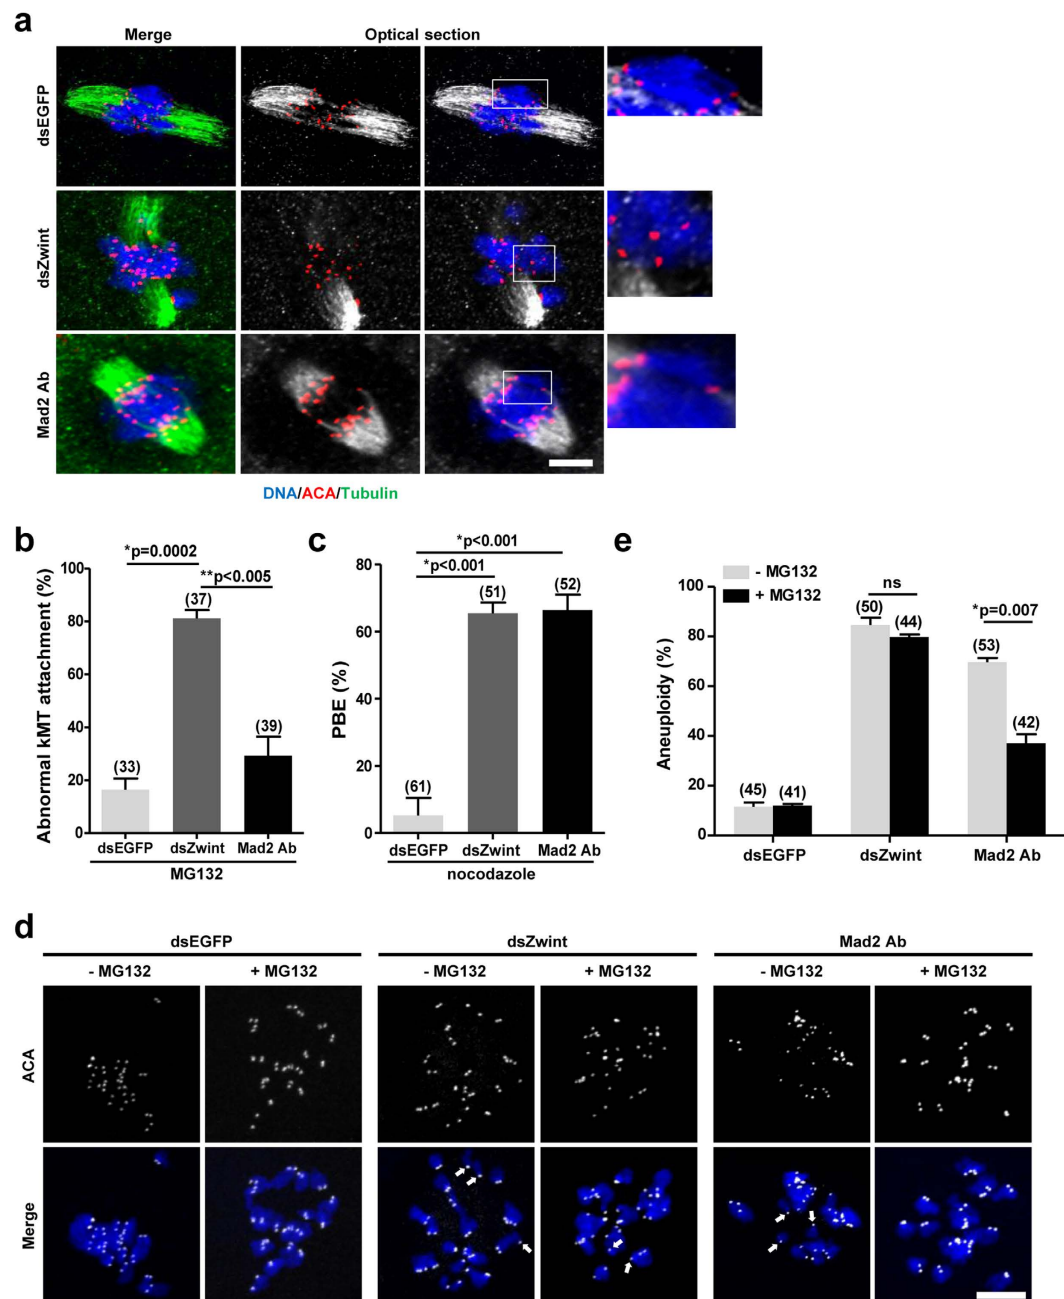 a
Merge
Optical section
dsEGFP
dsZwint
Mad2 Ab
DNA/ACA/Tubulin
b
Abnormal kMT attachment (%)
100
80
60
40
20
0
*p=0.0002
**p<0.005
(33)
(37)
(39)
dsEGFP
dsZwint
Mad2 Ab
MG132
c
PBE (%)
80
60
40
20
0
*p<0.001
*p<0.001
(61)
(51)
(52)
dsEGFP
dsZwint
Mad2 Ab
nocodazole
e
- MG132
+ MG132
Aneuploidy (%)
100
80
60
40
20
0
ns
*p=0.007
(45)
(41)
(50)
(44)
(53)
(42)
dsEGFP
dsZwint
Mad2 Ab
d
dsEGFP
dsZwint
Mad2 Ab
- MG132
+ MG132
- MG132
+ MG132
- MG132
+ MG132
ACA
Merge